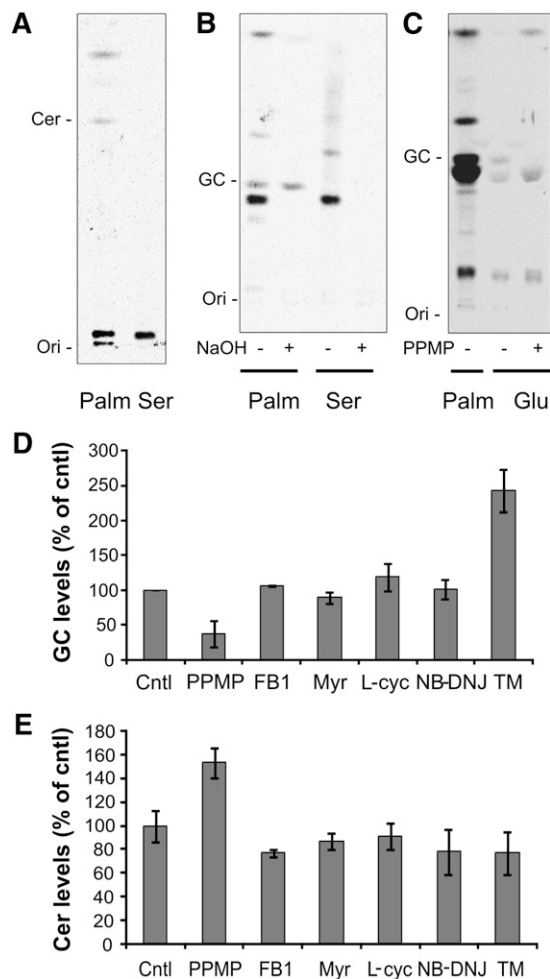 A B C
Cer -
GC -
GC -
Ori -
Ori -
Ori -
NaOH - + - +
PPMP - - +
Palm Ser
Palm Ser
Palm Glu
D
GC levels (% of cntl)
300
250
200
150
100
50
0
Cntl PPMP FB1 Myr L-cyc NB-DNJ TM
E
Cer levels (% of cntl)
180
160
140
120
100
80
60
40
20
0
Cntl PPMP FB1 Myr L-cyc NB-DNJ TM